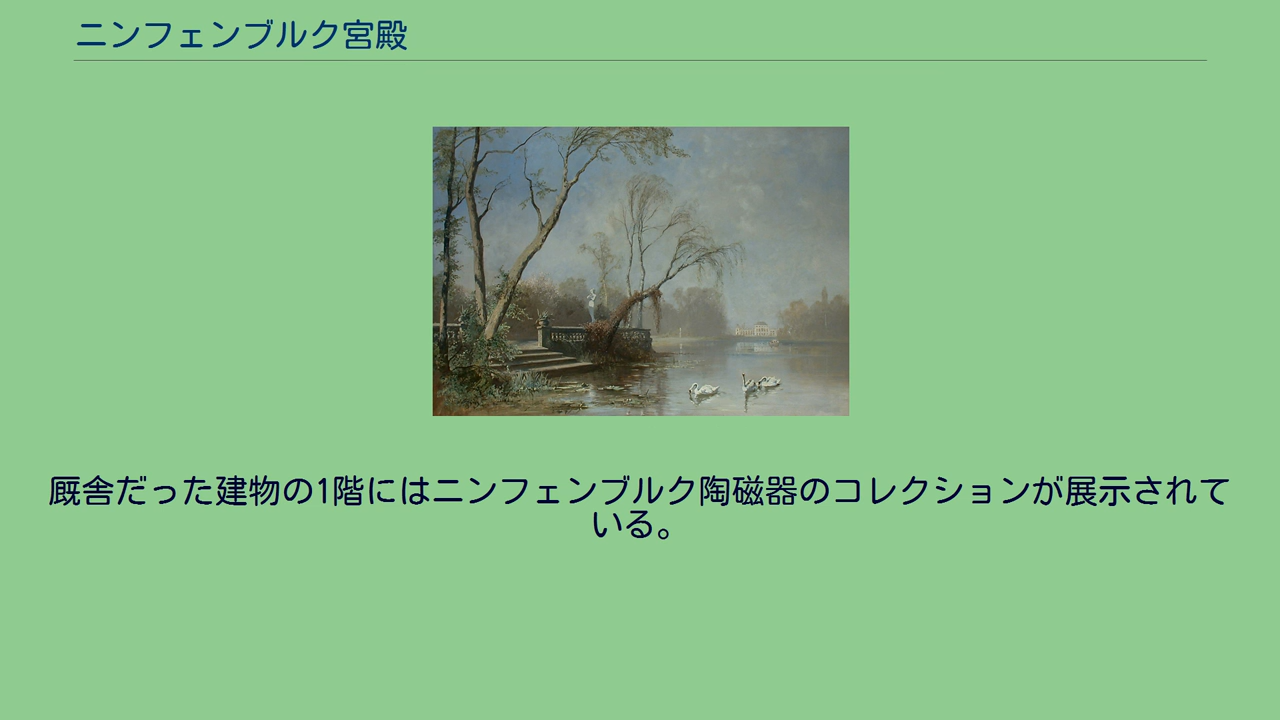 ニンフェンブルク宮殿
厩舎だった建物の1階にはニンフェンブルク陶磁器のコレクションが展示されて
いる。